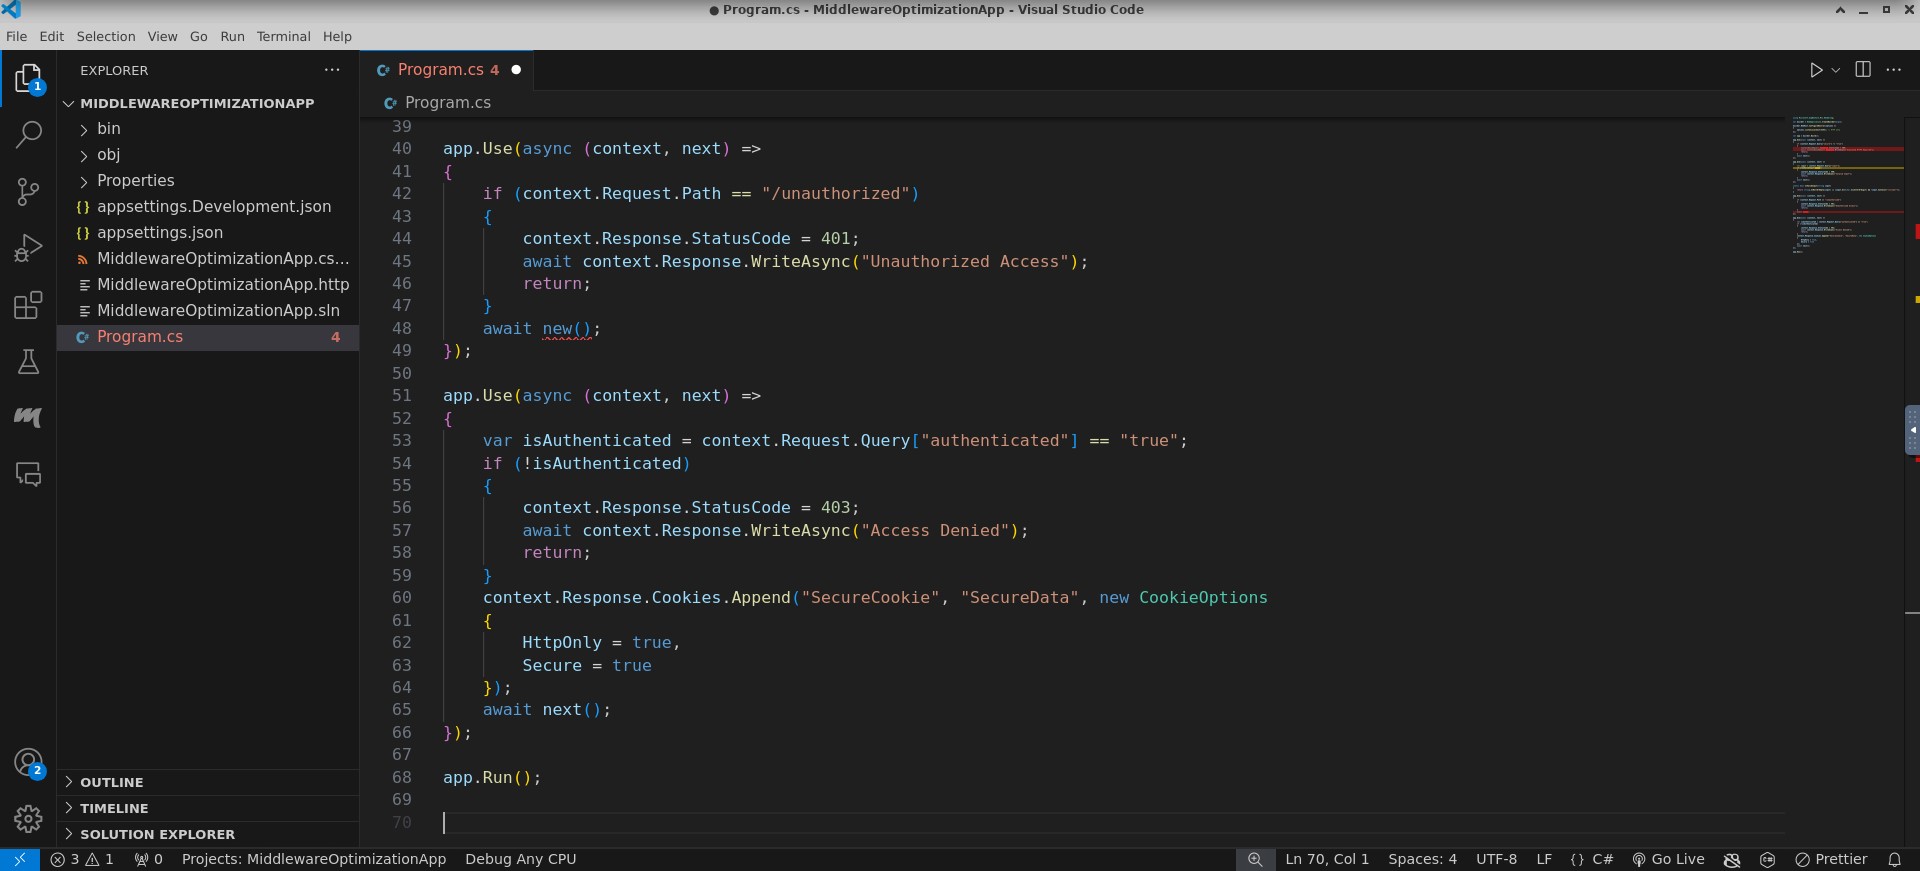 ● Program.cs - MiddlewareOptimizationApp - Visual Studio Code
File Edit Selection View Go Run Terminal Help
EXPLORER
MIDDLEWAREOPTIMIZATIONAPP
bin
obj
Properties
{} appsettings.Development.json
{} appsettings.json
MiddlewareOptimizationApp.cs...
MiddlewareOptimizationApp.http
MiddlewareOptimizationApp.sln
Program.cs 4
OUTLINE
TIMELINE
SOLUTION EXPLORER
1
2
Program.cs 4 ●
Program.cs
39
40 app.Use(async (context, next) =>
41 {
42     if (context.Request.Path == "/unauthorized")
43     {
44         context.Response.StatusCode = 401;
45         await context.Response.WriteAsync("Unauthorized Access");
46         return;
47     }
48     await new();
49 });
50
51 app.Use(async (context, next) =>
52 {
53     var isAuthenticated = context.Request.Query["authenticated"] == "true";
54     if (!isAuthenticated)
55     {
56         context.Response.StatusCode = 403;
57         await context.Response.WriteAsync("Access Denied");
58         return;
59     }
60     context.Response.Cookies.Append("SecureCookie", "SecureData", new CookieOptions
61     {
62         HttpOnly = true,
63         Secure = true
64     });
65     await next();
66 });
67
68 app.Run();
69
70
3 1 0 Projects: MiddlewareOptimizationApp Debug Any CPU Ln 70, Col 1 Spaces: 4 UTF-8 LF {} C# Go Live Prettier